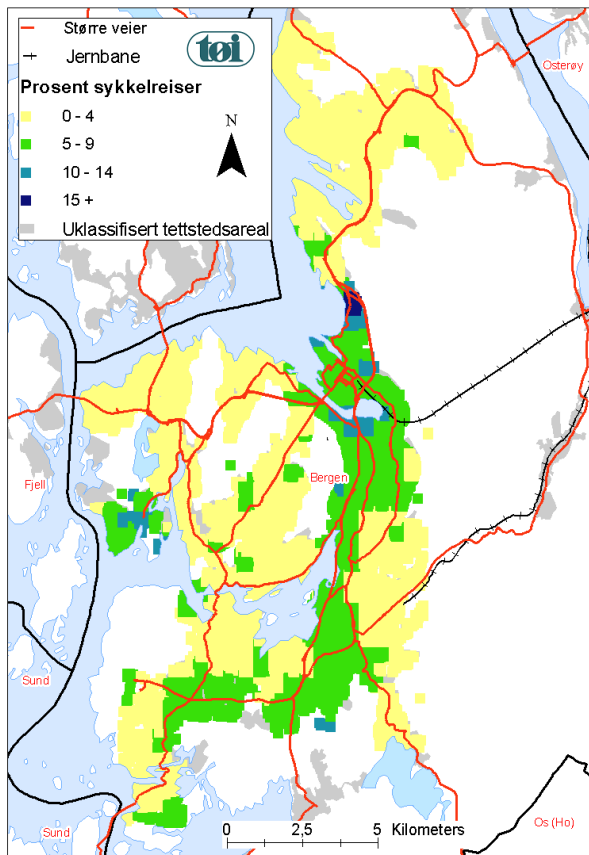 Større veier
Jernbane
tøi
Prosent sykkelreiser
0 - 4
5 - 9
10 - 14
15 +
Uklassifisert tettstedsareal
N
Osterøy
Fjell
Bergen
Sund
Sund
Os (Ho)
0 2,5 5 Kilometers